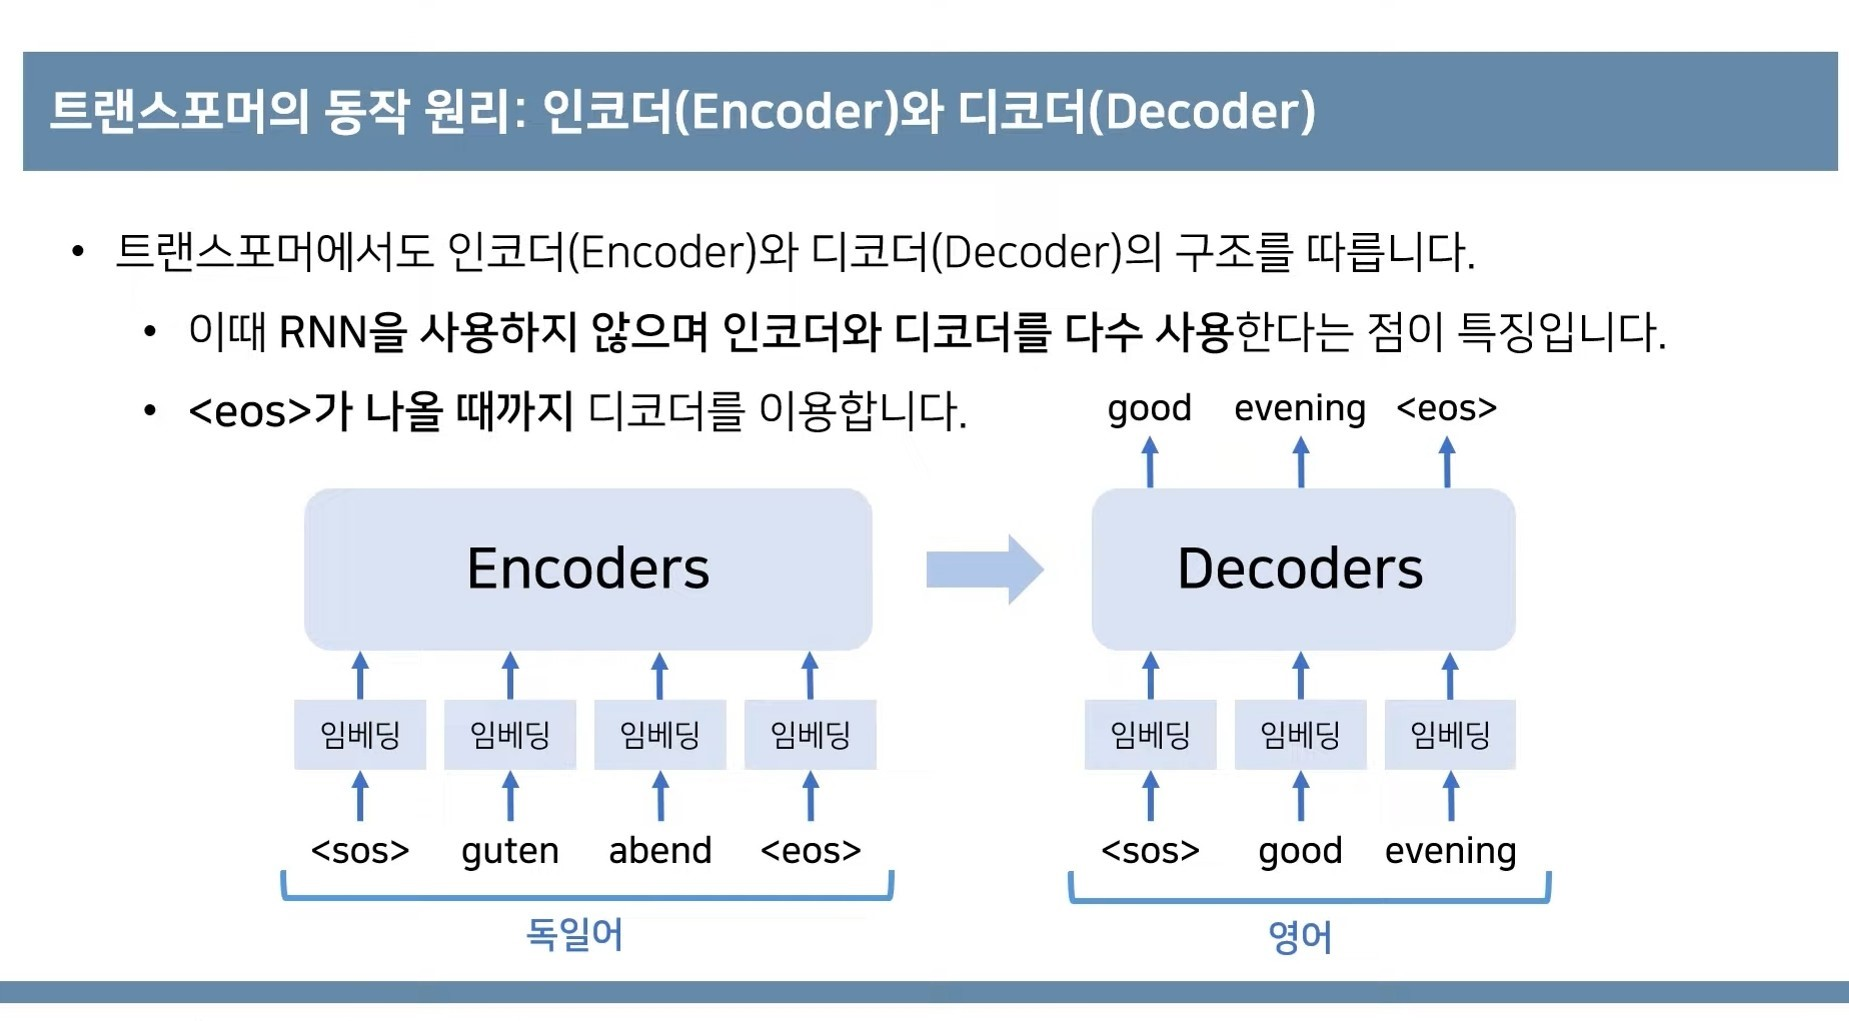 트랜스포머의 동작 원리: 인코더(Encoder)와 디코더(Decoder)
• 트랜스포머에서도 인코더(Encoder)와 디코더(Decoder)의 구조를 따릅니다.
• 이때 RNN을 사용하지 않으며 인코더와 디코더를 다수 사용한다는 점이 특징입니다.
• <eos>가 나올 때까지 디코더를 이용합니다.
good evening <eos>
Encoders
Decoders
임베딩 임베딩 임베딩 임베딩
임베딩 임베딩 임베딩
<sos> guten abend <eos>
<sos> good evening
독일어
영어